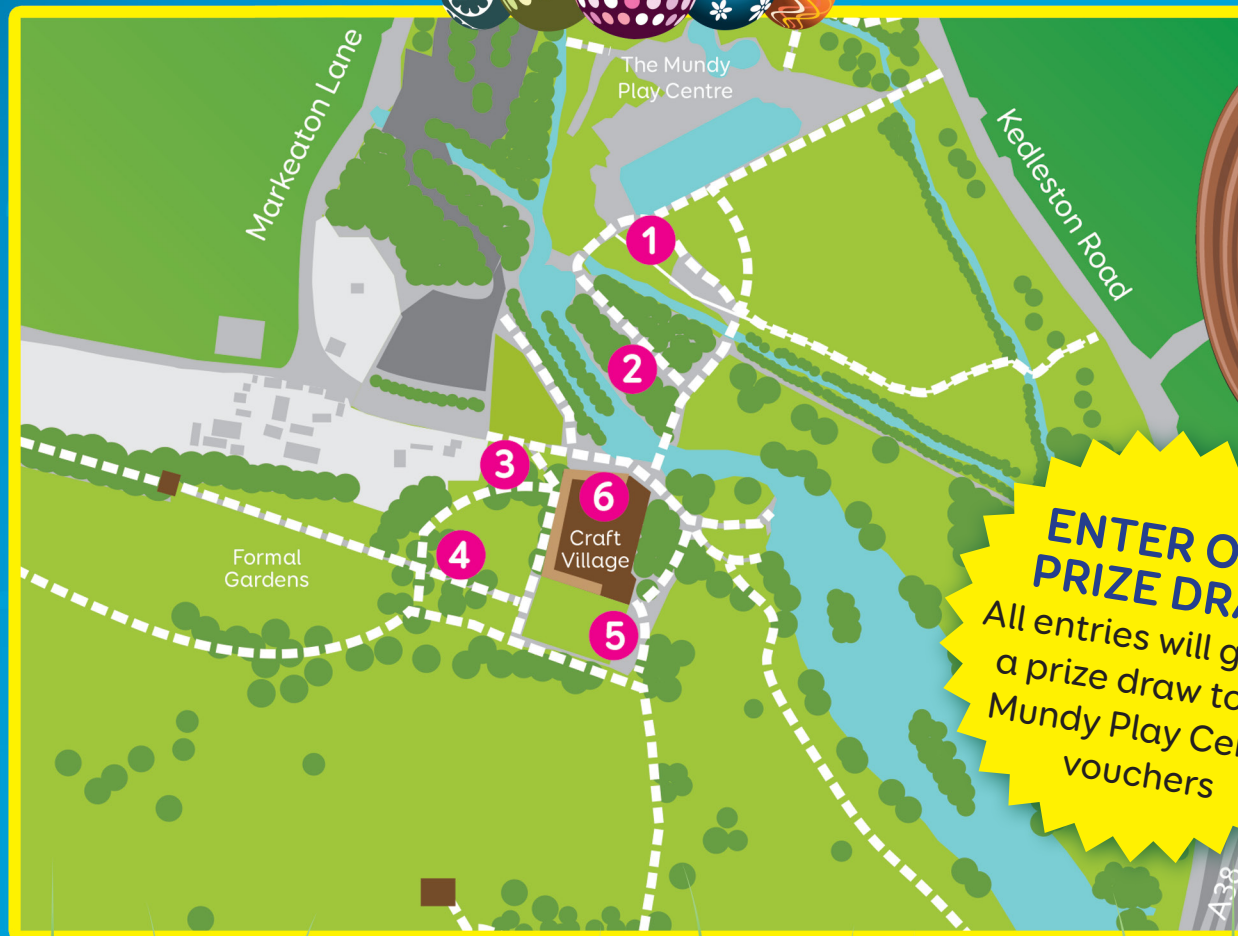 Markeaton Lane
The Mundy
Play Centre
Kedleston Road
1
2
3
6
Craft
Village
4
Formal
Gardens
5
ENTER O
PRIZE DRA
All entries will g
a prize draw to
Mundy Play Ce
vouchers
A38